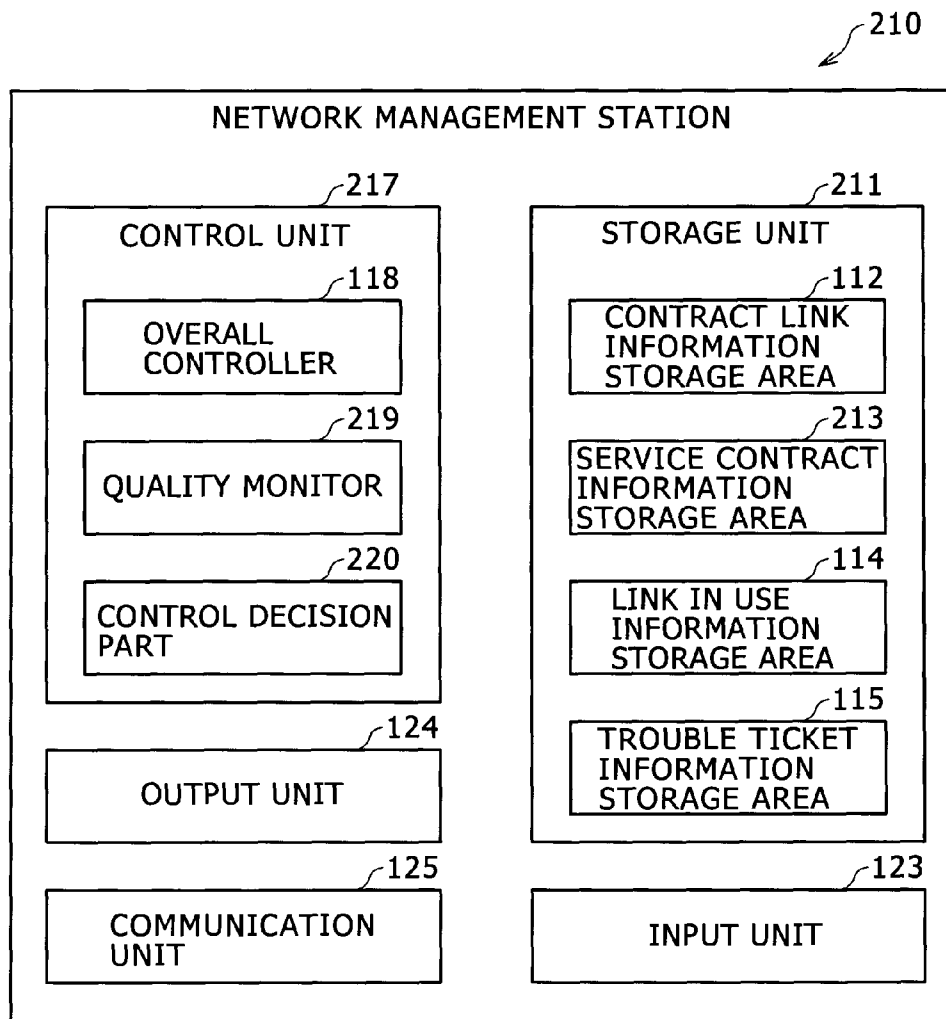 210
NETWORK MANAGEMENT STATION
217
CONTROL UNIT
118
OVERALL
CONTROLLER
219
QUALITY MONITOR
220
CONTROL DECISION
PART
124
OUTPUT UNIT
125
COMMUNICATION
UNIT
211
STORAGE UNIT
112
CONTRACT LINK
INFORMATION
STORAGE AREA
213
SERVICE CONTRACT
INFORMATION
STORAGE AREA
114
LINK IN USE
INFORMATION
STORAGE AREA
115
TROUBLE TICKET
INFORMATION
STORAGE AREA
123
INPUT UNIT